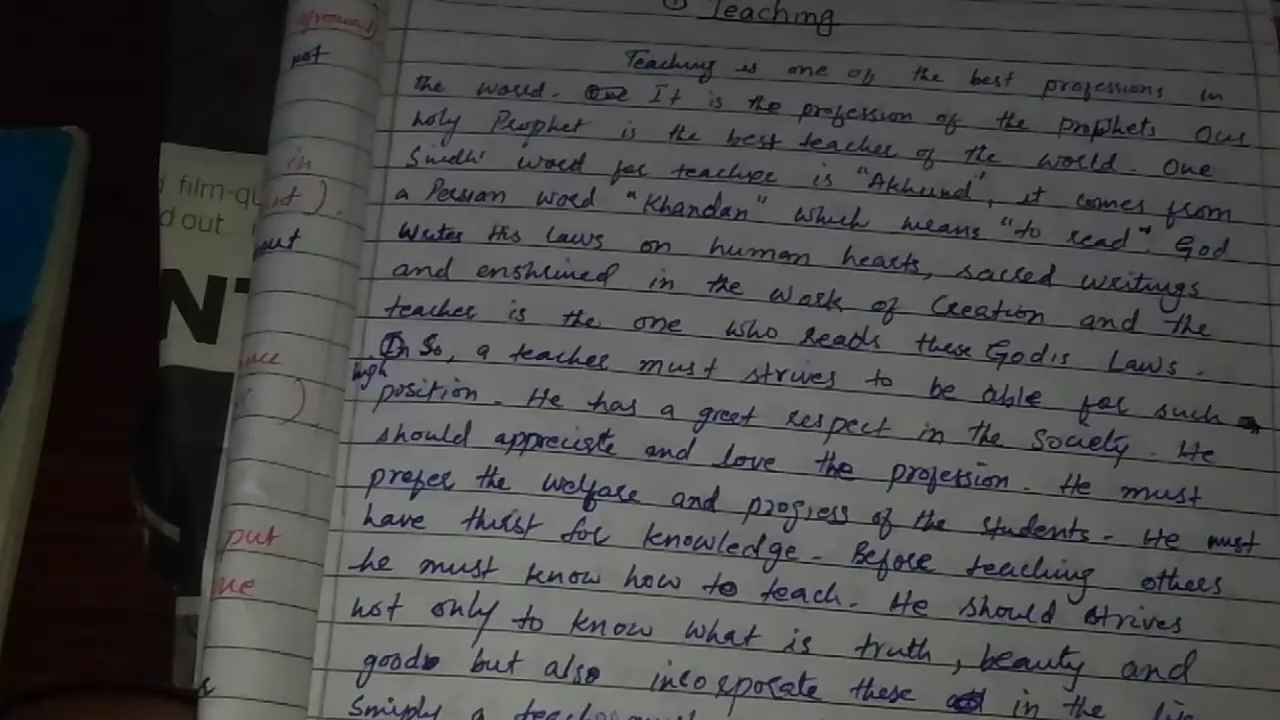 ① Teaching
Teaching is one of the best professions in
the world. It is the profession of the prophets Our
holy Prophet is the best teacher of the world. One
Sindhi word for teacher is "Akhund", it comes from
a Persian word "Khandan" which means "to read". God
writes His laws on human hearts, sacred writings
and enshrined in the work of Creation and the
teacher is the one who reads these God's Laws.
So, a teacher must strives to be able for such
high
position. He has a great respect in the society. He
should appreciate and love the profession. He must
prefer the welfare and progress of the students. He must
have thirst for knowledge. Before teaching others
he must know how to teach. He should strives
not only to know what is truth, beauty and
good but also incorporate these in the
Simply a teacher must
not
in
out
put
film-qu
d out
NT